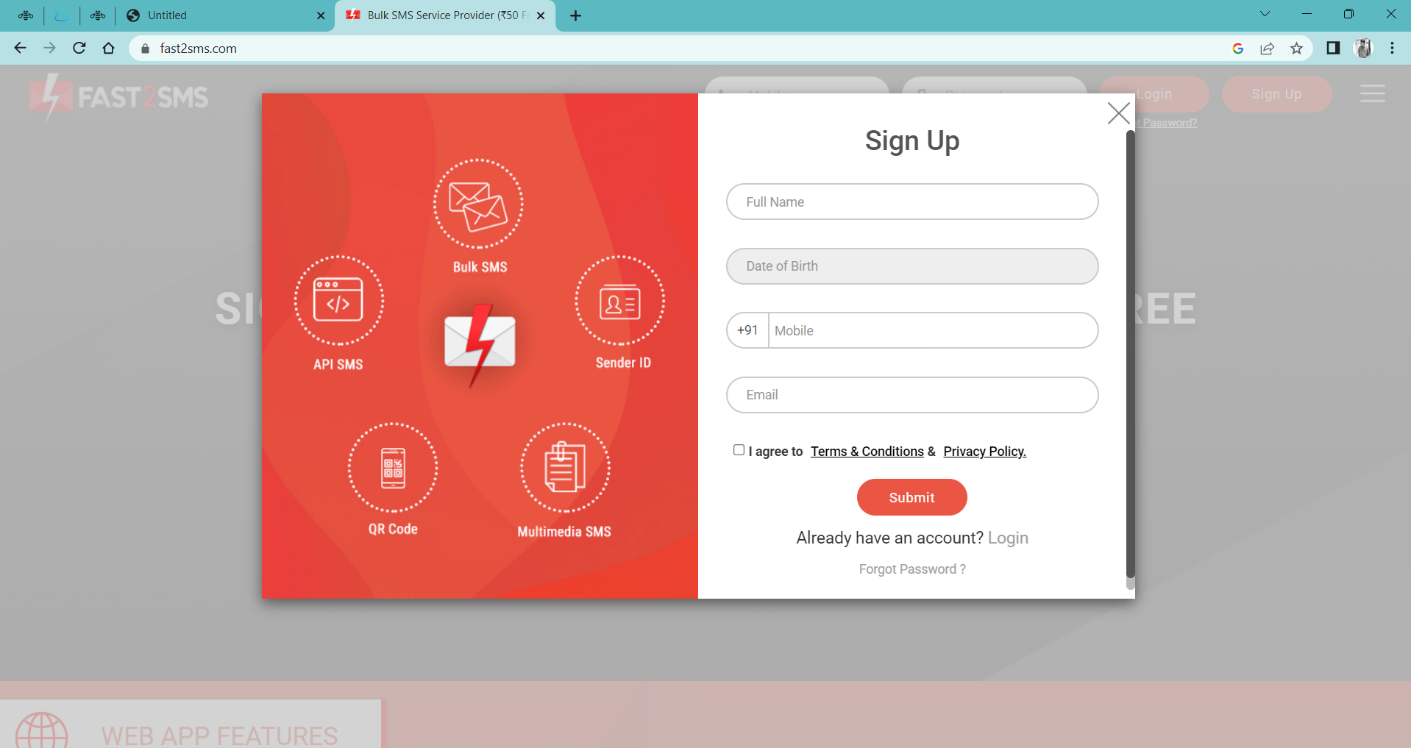 Untitled
Bulk SMS Service Provider (₹50 F
fast2sms.com
FAST2SMS
Login
Sign Up
Password?
Sign Up
Full Name
Date of Birth
+91 Mobile
Email
I agree to Terms & Conditions & Privacy Policy.
Submit
Already have an account? Login
Forgot Password ?
Bulk SMS
API SMS
Sender ID
QR Code
Multimedia SMS
WEB APP FEATURES